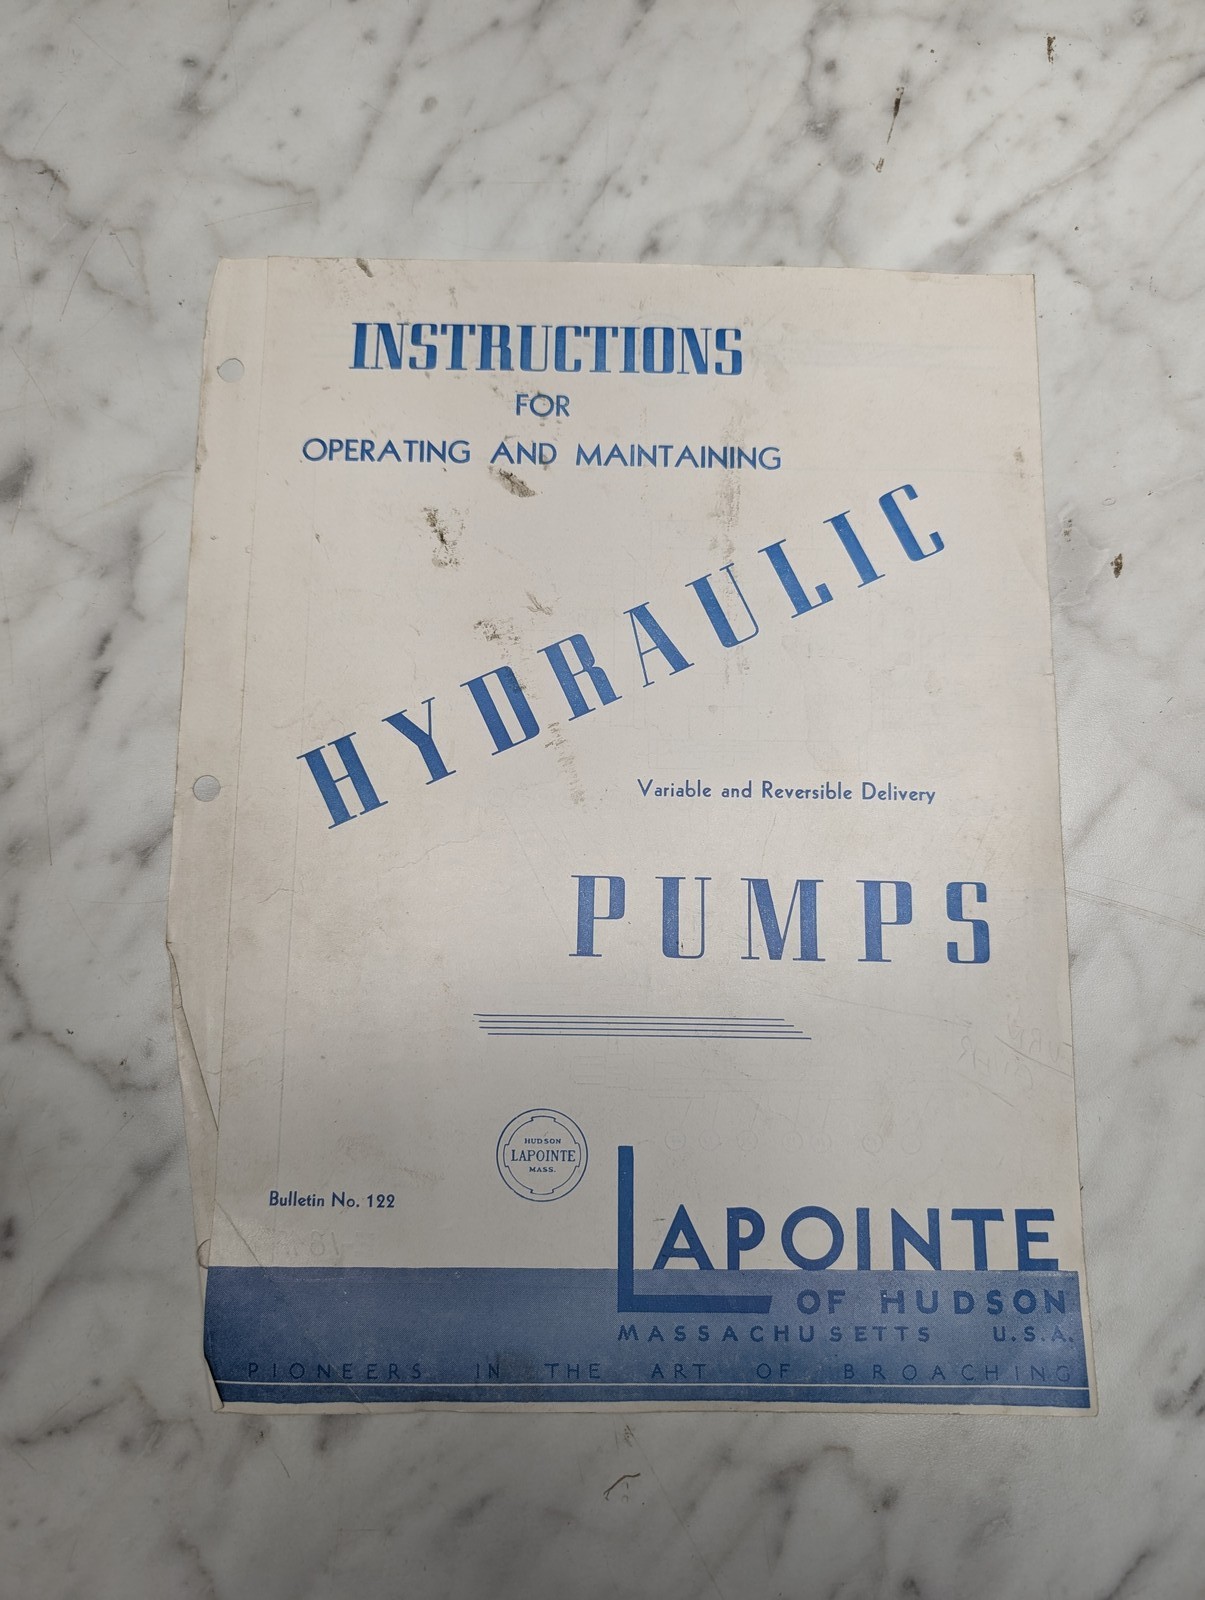 INSTRUCTIONS
FOR
OPERATING AND MAINTAINING
HYDRAULIC
Variable and Reversible Delivery
PUMPS
HUDSON
LAPOINTE
MASS.
Bulletin No. 122
LAPOINTE
OF HUDSON
MASSACHUSETTS U.S.A.
PIONEERS IN THE ART OF BROACHING